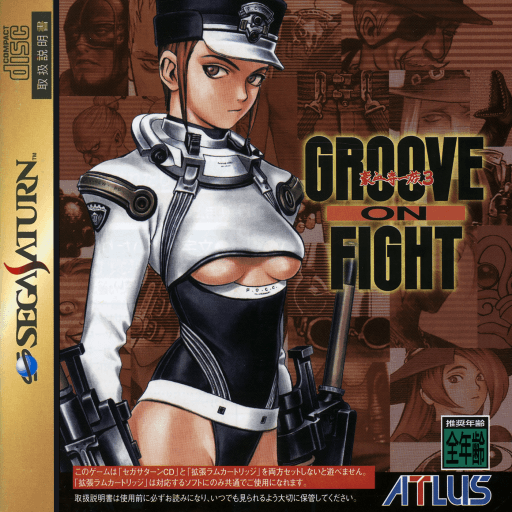 COMPACT
disc
取扱説明書
SEGA SATURN™
GROOVE
豪血寺一族3
ON
FIGHT
P.O.C.C.
推奨年齢
全年齢
このゲームは「セガサターンCD」と「拡張ラムカートリッジ」を両方セットしないと遊べません。
「拡張ラムカートリッジ」は対応するソフトにのみ共通でご使用になれます。
取扱説明書は使用前に必ずお読みになり、いつでも見られるよう大切に保管してください。
ATLUS